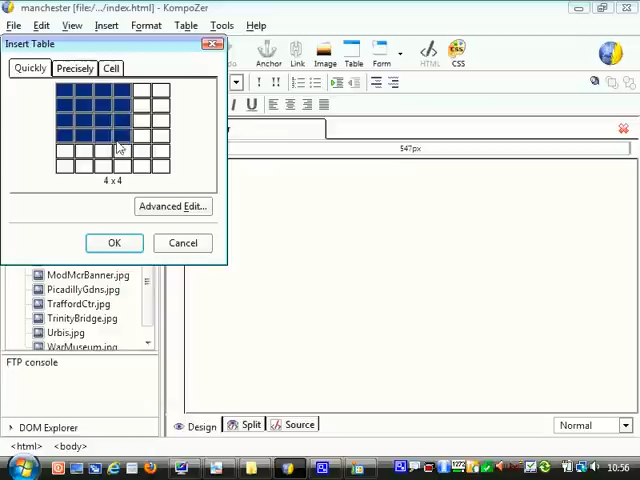 manchester [file:/.../index.html] - KompoZer
File Edit View Insert Format Table Tools Help
Insert Table
Quickly Precisely Cell
Anchor Link Image Table Form HTML CSS
547px
4 x 4
Advanced Edit...
OK Cancel
ModMcrBanner.jpg
PicadillyGdns.jpg
TraffordCtr.jpg
TrinityBridge.jpg
Urbis.jpg
WarMuseum.jpg
FTP console
DOM Explorer
Design Split Source Normal
<html> <body>
10:56